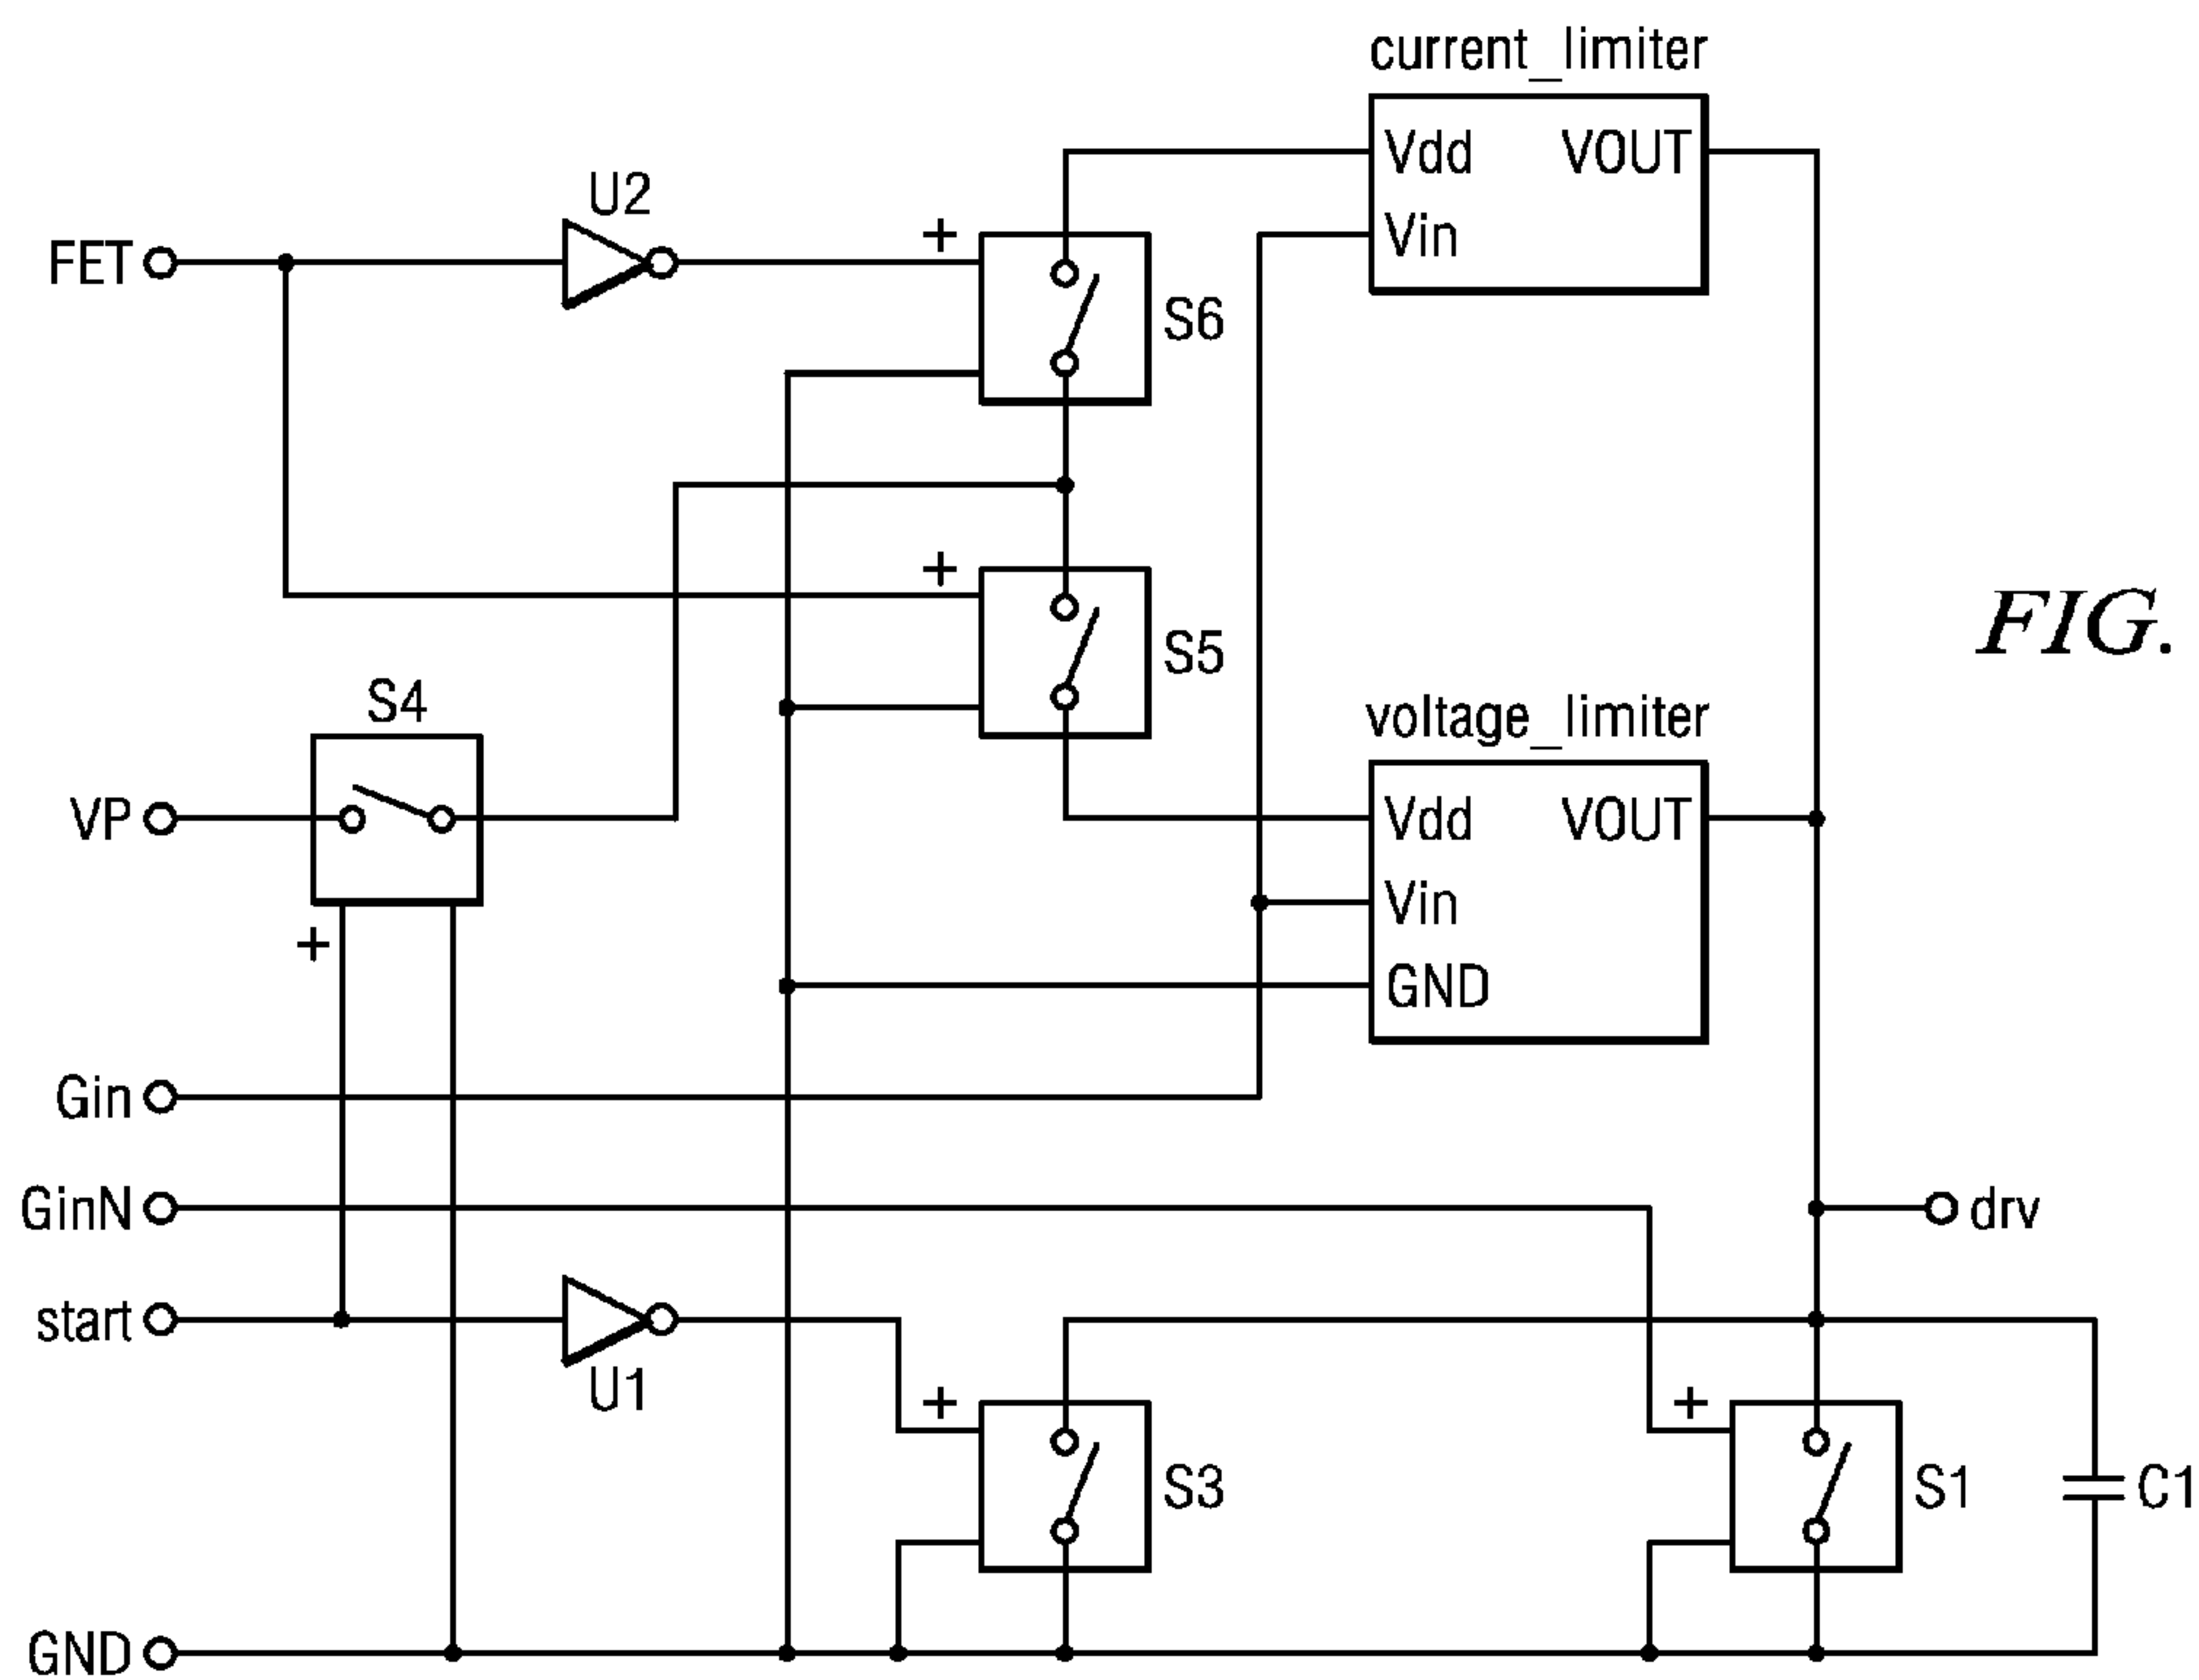 current_limiter
Vdd VOUT
Vin
U2
FET
+
S6
+
S5
FIG.
S4
voltage_limiter
VP
Vdd VOUT
Vin
+
GND
Gin
GinN
drv
start
U1
+
+
S3
S1
C1
GND